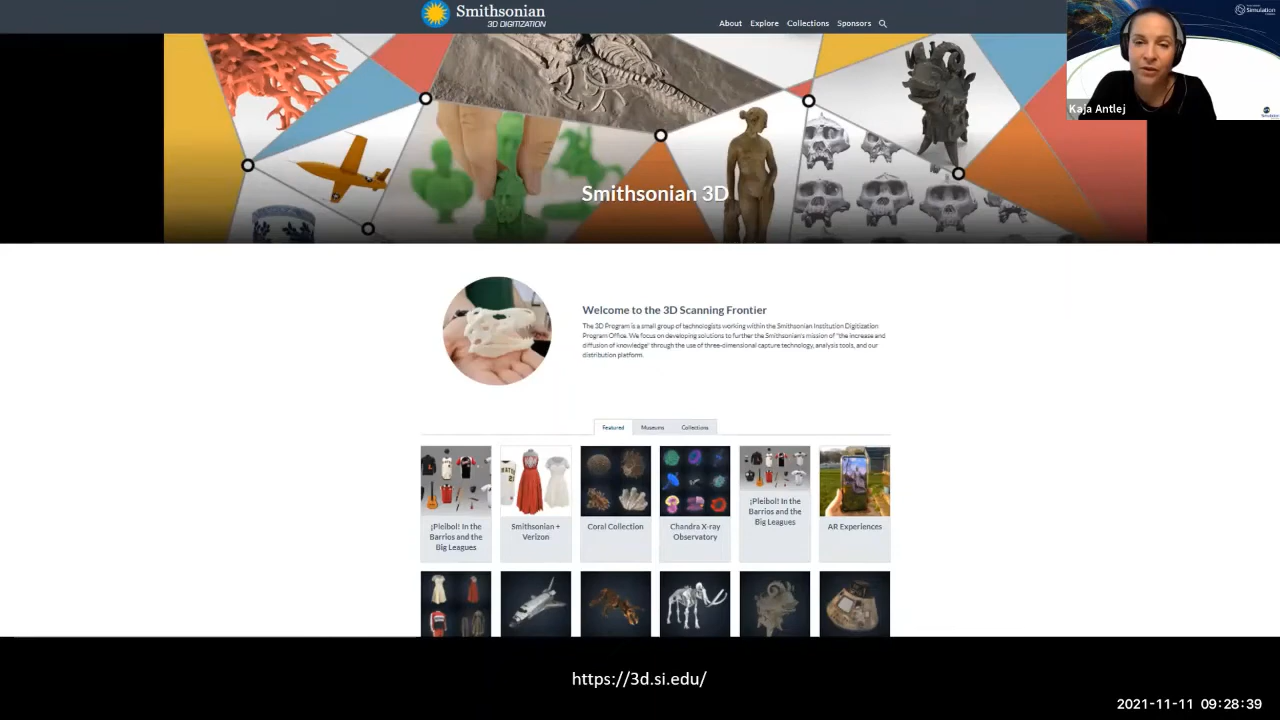 Smithsonian
3D DIGITIZATION
About Explore Collections Sponsors
Simulation
Kaja Antlej
Smithsonian 3D
Welcome to the 3D Scanning Frontier
The 3D Program is a small group of technologists working within the Smithsonian Institution Digitization
Program Office. We focus on developing solutions to further the Smithsonian's mission of "the increase and
diffusion of knowledge" through the use of three-dimensional capture technology, analysis tools, and our
distribution platform.
Featured Museums Collections
¡Pleibol! In the
Barrios and the
Big Leagues
Smithsonian +
Verizon
Coral Collection
Chandra X-ray
Observatory
¡Pleibol! In the
Barrios and the
Big Leagues
AR Experiences
https://3d.si.edu/
2021-11-11 09:28:39